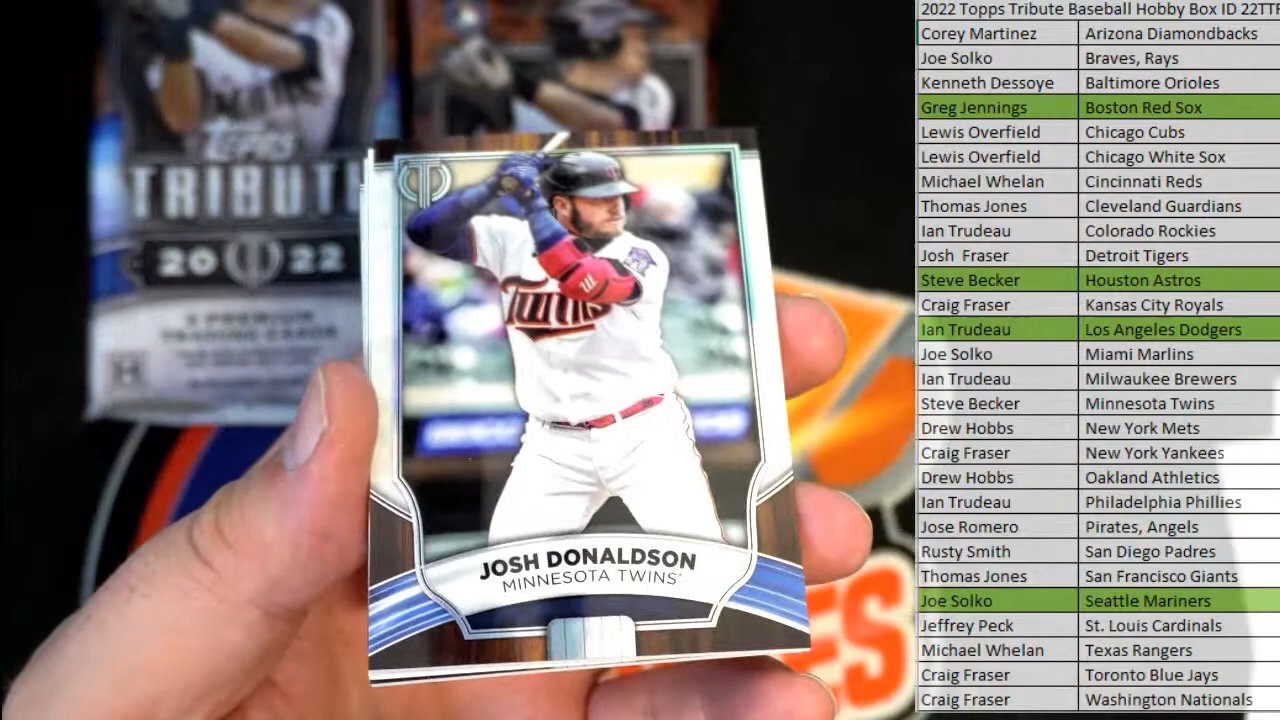 TOPPS
TRIBUT
20 22
TRADING CARDS
H
Twins
JOSH DONALDSON
MINNESOTA TWINS
ES
2022 Topps Tribute Baseball Hobby Box ID 22TT
Corey Martinez Arizona Diamondbacks
Joe Solko Braves, Rays
Kenneth Dessoye Baltimore Orioles
Greg Jennings Boston Red Sox
Lewis Overfield Chicago Cubs
Lewis Overfield Chicago White Sox
Michael Whelan Cincinnati Reds
Thomas Jones Cleveland Guardians
Ian Trudeau Colorado Rockies
Josh Fraser Detroit Tigers
Steve Becker Houston Astros
Craig Fraser Kansas City Royals
Ian Trudeau Los Angeles Dodgers
Joe Solko Miami Marlins
Ian Trudeau Milwaukee Brewers
Steve Becker Minnesota Twins
Drew Hobbs New York Mets
Craig Fraser New York Yankees
Drew Hobbs Oakland Athletics
Ian Trudeau Philadelphia Phillies
Jose Romero Pirates, Angels
Rusty Smith San Diego Padres
Thomas Jones San Francisco Giants
Joe Solko Seattle Mariners
Jeffrey Peck St. Louis Cardinals
Michael Whelan Texas Rangers
Craig Fraser Toronto Blue Jays
Craig Fraser Washington Nationals